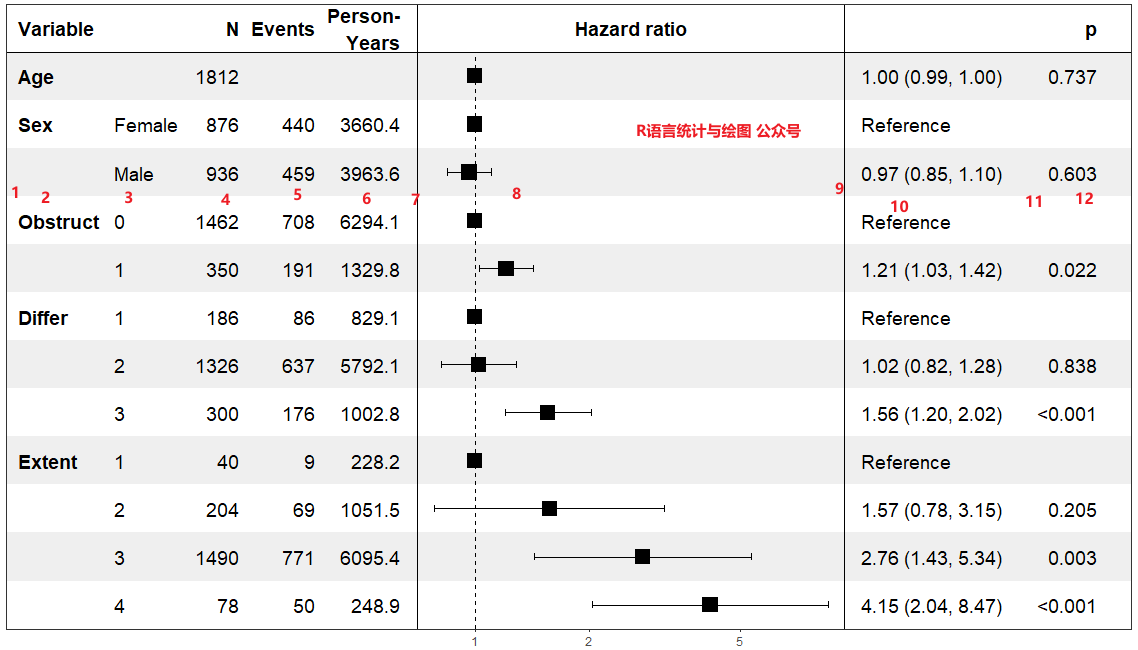 Variable N Events Person-Years Hazard ratio p
Age 1812 1.00 (0.99, 1.00) 0.737
Sex Female 876 440 3660.4 R语言统计与绘图 公众号 Reference
Male 936 459 3963.6 0.97 (0.85, 1.10) 0.603
1 2 3 4 5 6 7 8 9 10 11 12
Obstruct 0 1462 708 6294.1 Reference
1 350 191 1329.8 1.21 (1.03, 1.42) 0.022
Differ 1 186 86 829.1 Reference
2 1326 637 5792.1 1.02 (0.82, 1.28) 0.838
3 300 176 1002.8 1.56 (1.20, 2.02) <0.001
Extent 1 40 9 228.2 Reference
2 204 69 1051.5 1.57 (0.78, 3.15) 0.205
3 1490 771 6095.4 2.76 (1.43, 5.34) 0.003
4 78 50 248.9 4.15 (2.04, 8.47) <0.001
1 2 5